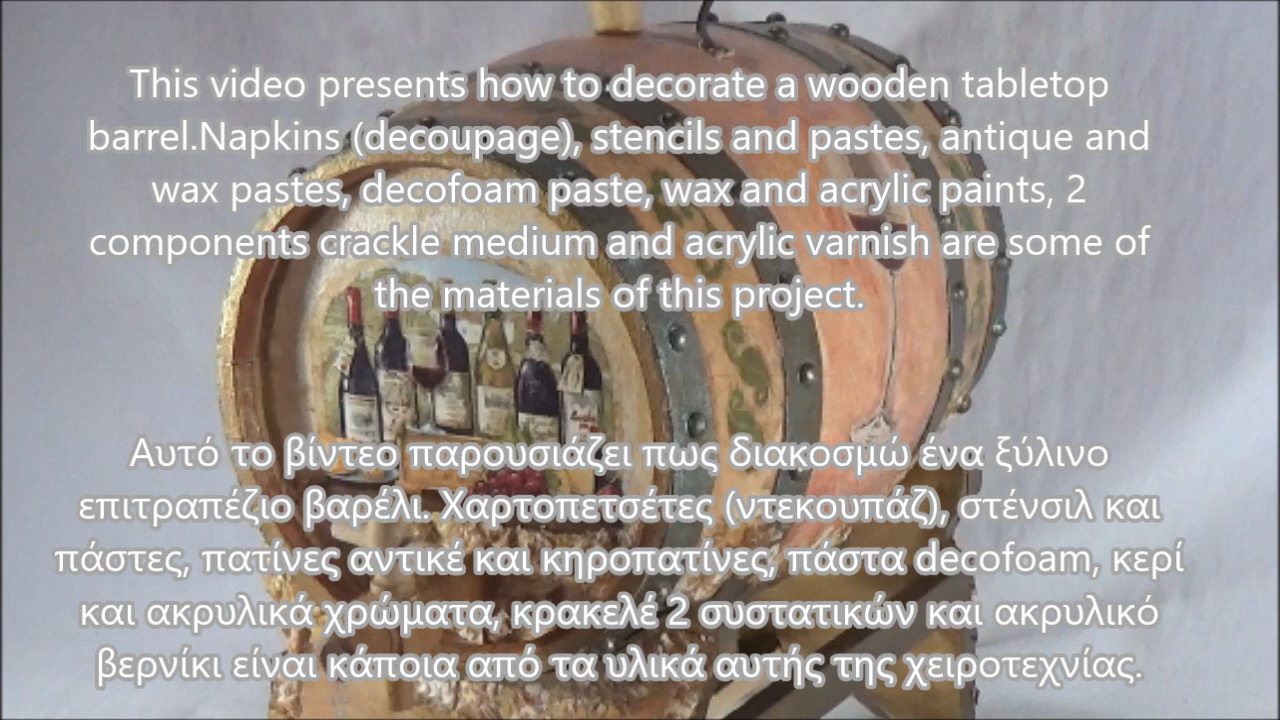 This video presents how to decorate a wooden tabletop
barrel.Napkins (decoupage), stencils and pastes, antique and
wax pastes, decofoam paste, wax and acrylic paints, 2
components crackle medium and acrylic varnish are some of
the materials of this project.
Αυτό το βίντεο παρουσιάζει πως διακοσμώ ένα ξύλινο
επιτραπέζιο βαρέλι. Χαρτοπετσέτες (ντεκουπάζ), στένσιλ και
πάστες, πατίνες αντικέ και κηροπατίνες, πάστα decofoam, κερί
και ακρυλικά χρώματα, κρακελέ 2 συστατικών και ακρυλικό
βερνίκι είναι κάποια από τα υλικά αυτής της χειροτεχνίας.